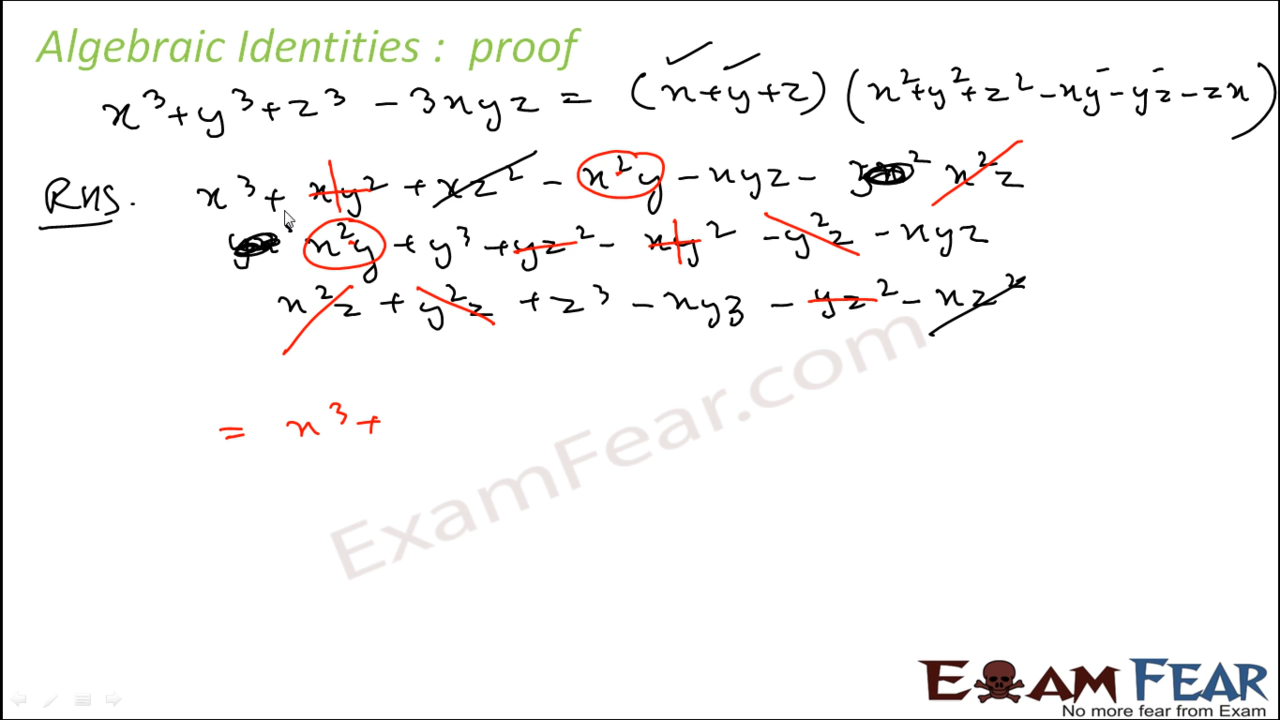 Algebraic Identities : proof
x³ + y³ + z³ - 3xyz = (x+y+z) (x²+y²+z²-xy-yz-zx)
RHS. x³ + xy² + xz² - x²y - xyz - x²z
x²y + y³ + yz² - xy² - y²z - xyz
x²z + y²z + z³ - xyz - yz² - xz²
= x³ +
ExamFear.com
EXAM FEAR
No more fear from Exam